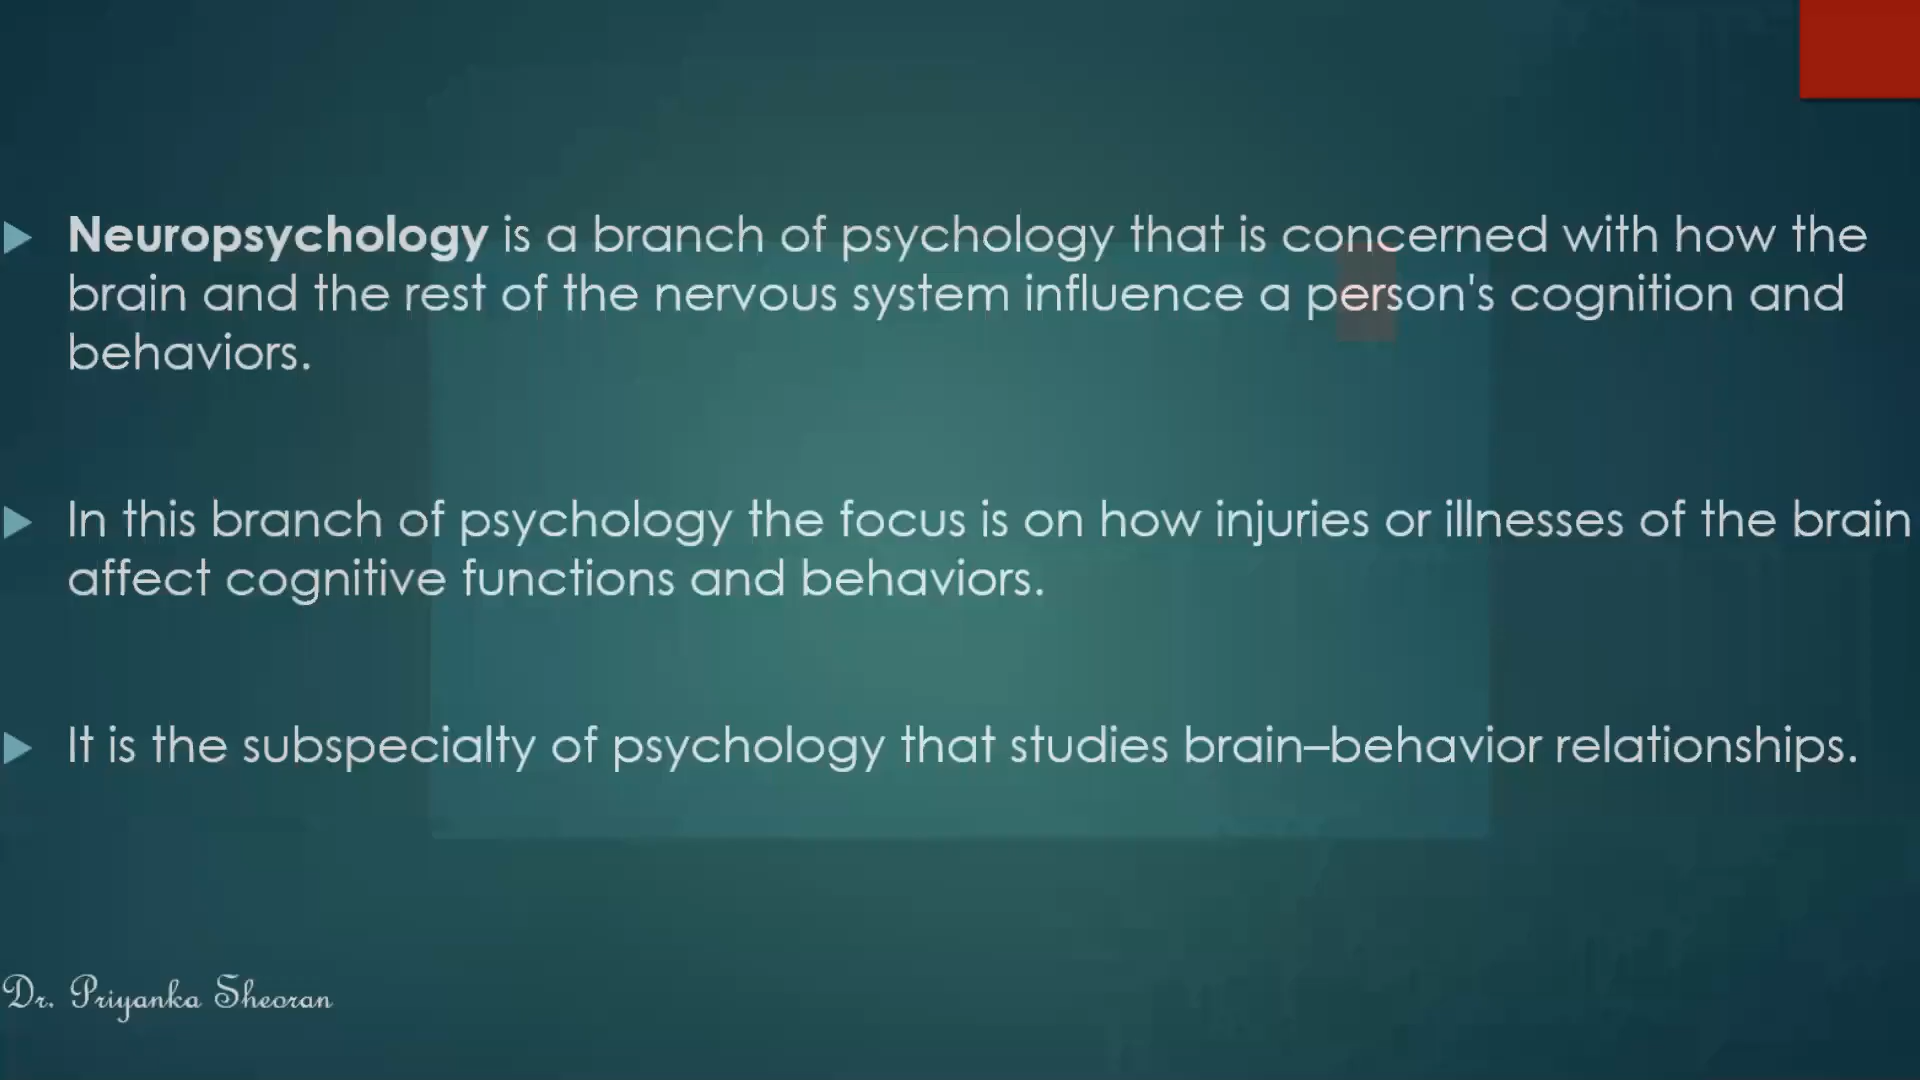 Neuropsychology is a branch of psychology that is concerned with how the
brain and the rest of the nervous system influence a person's cognition and
behaviors.
In this branch of psychology the focus is on how injuries or illnesses of the brain
affect cognitive functions and behaviors.
It is the subspecialty of psychology that studies brain–behavior relationships.
Dr. Priyanka Sheoran